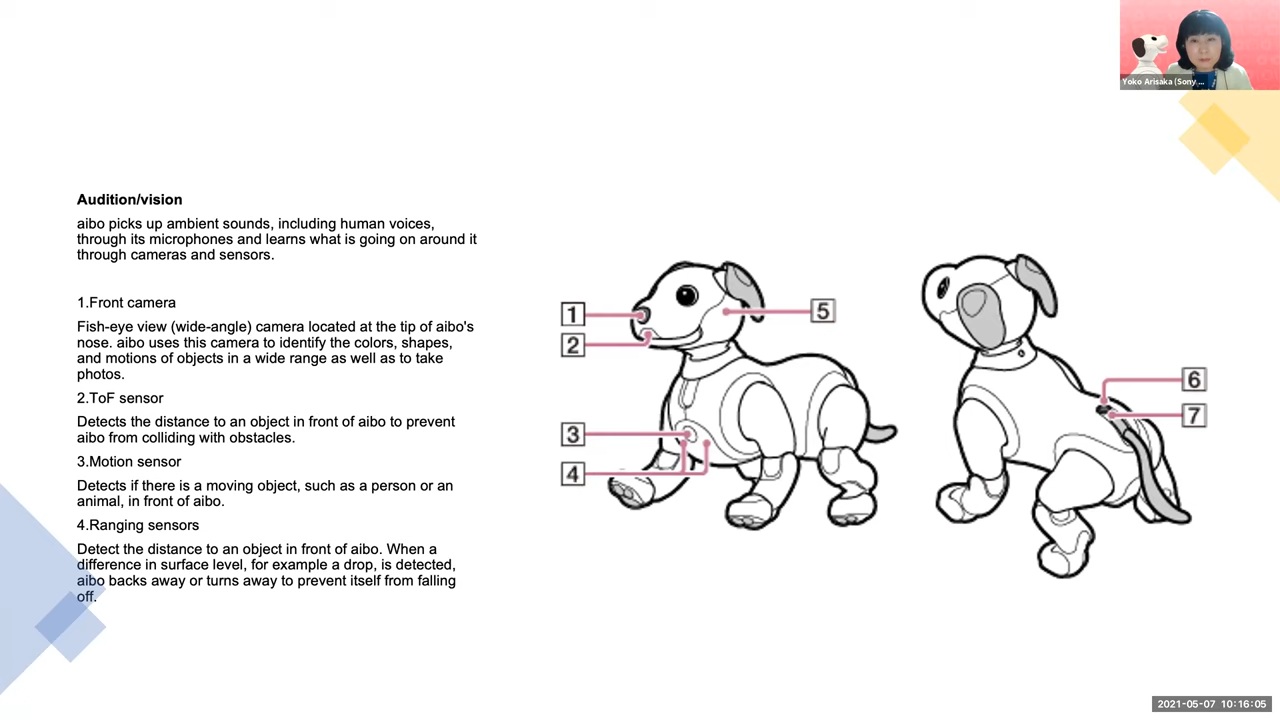 Yoko Arisaka (Sony ...
Audition/vision
aibo picks up ambient sounds, including human voices,
through its microphones and learns what is going on around it
through cameras and sensors.
1.Front camera
Fish-eye view (wide-angle) camera located at the tip of aibo's
nose. aibo uses this camera to identify the colors, shapes,
and motions of objects in a wide range as well as to take
photos.
2.ToF sensor
Detects the distance to an object in front of aibo to prevent
aibo from colliding with obstacles.
3.Motion sensor
Detects if there is a moving object, such as a person or an
animal, in front of aibo.
4.Ranging sensors
Detect the distance to an object in front of aibo. When a
difference in surface level, for example a drop, is detected,
aibo backs away or turns away to prevent itself from falling
off.
1
2
3
4
5
6
7
2021-05-07 10:16:05